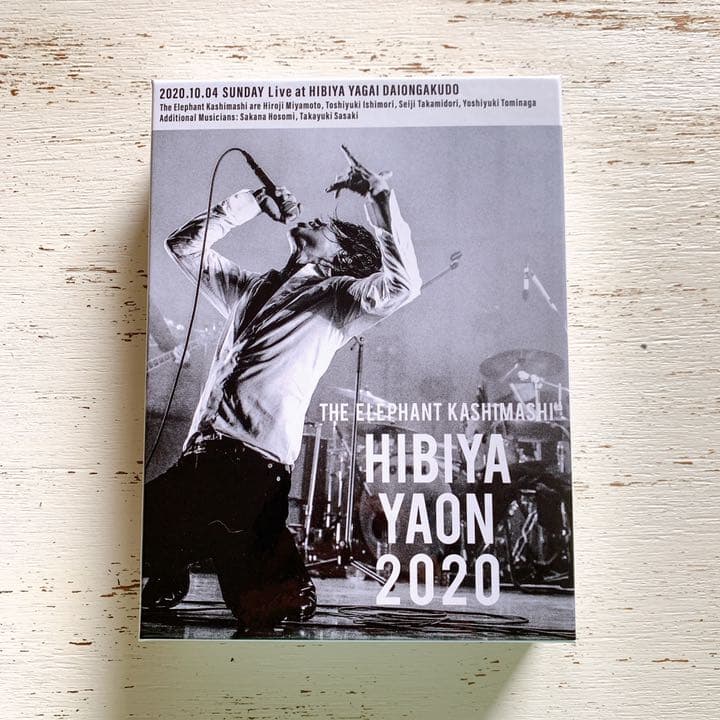 2020.10.04 SUNDAY Live at HIBIYA YAGAI DAIONGAKUDO
The Elephant Kashimashi are Hiroji Miyamoto, Toshiyuki Ishimori, Seiji Takamidori, Yoshiyuki Tominaga
Additional Musicians: Sakana Hosomi, Takayuki Sasaki
THE ELEPHANT KASHIMASHI
HIBIYA
YAON
2020